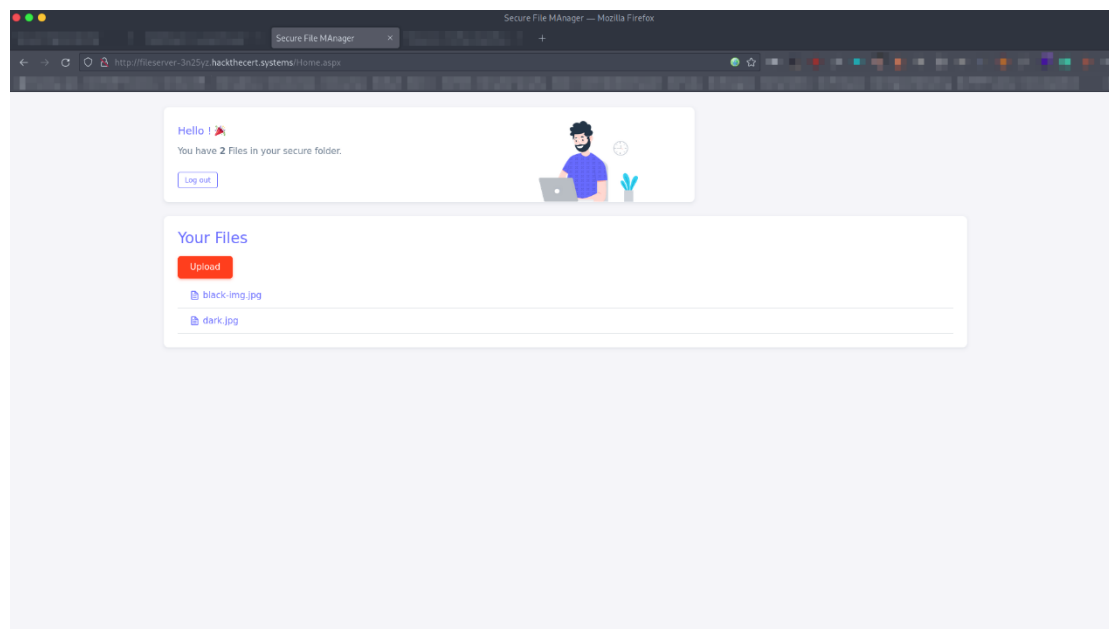 Secure File MAnager — Mozilla Firefox
Secure File MAnager
http://fileserver-3n25yz.hackthecert.systems/Home.aspx
Hello !
You have 2 Files in your secure folder.
Log out
Your Files
Upload
black-img.jpg
dark.jpg